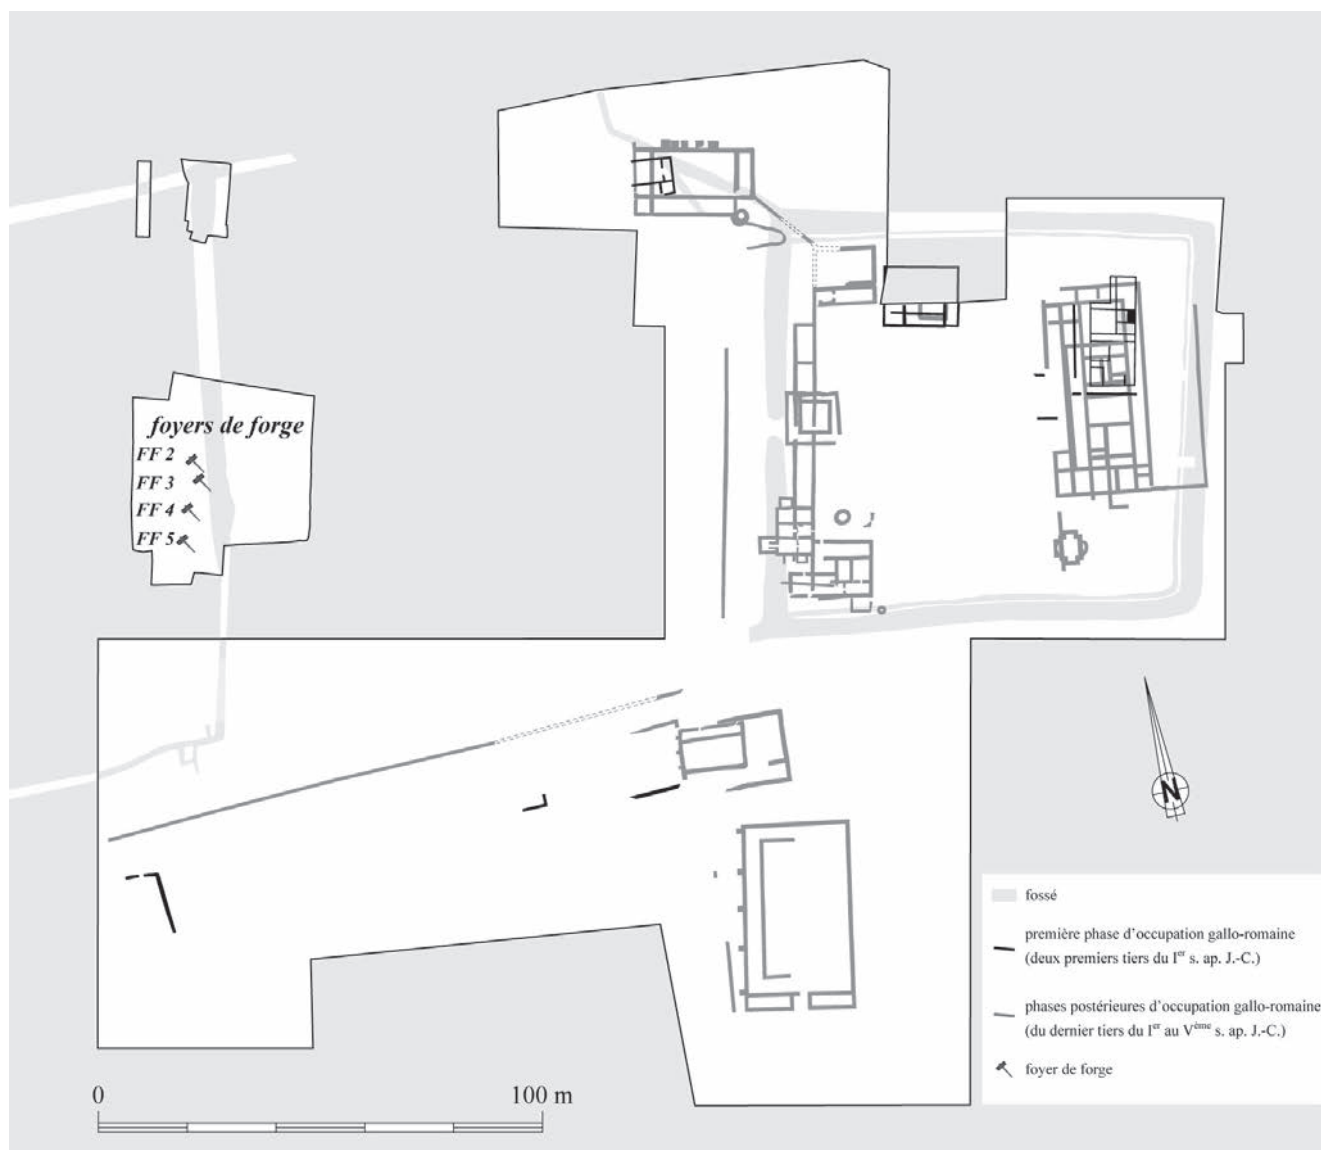 foyers de forge
FF 2
FF 3
FF 4
FF 5
N
fossé
première phase d'occupation gallo-romaine
(deux premiers tiers du Ier s. ap. J.-C.)
phases postérieures d'occupation gallo-romaine
(du dernier tiers du Ier au Vème s. ap. J.-C.)
foyer de forge
0 100 m